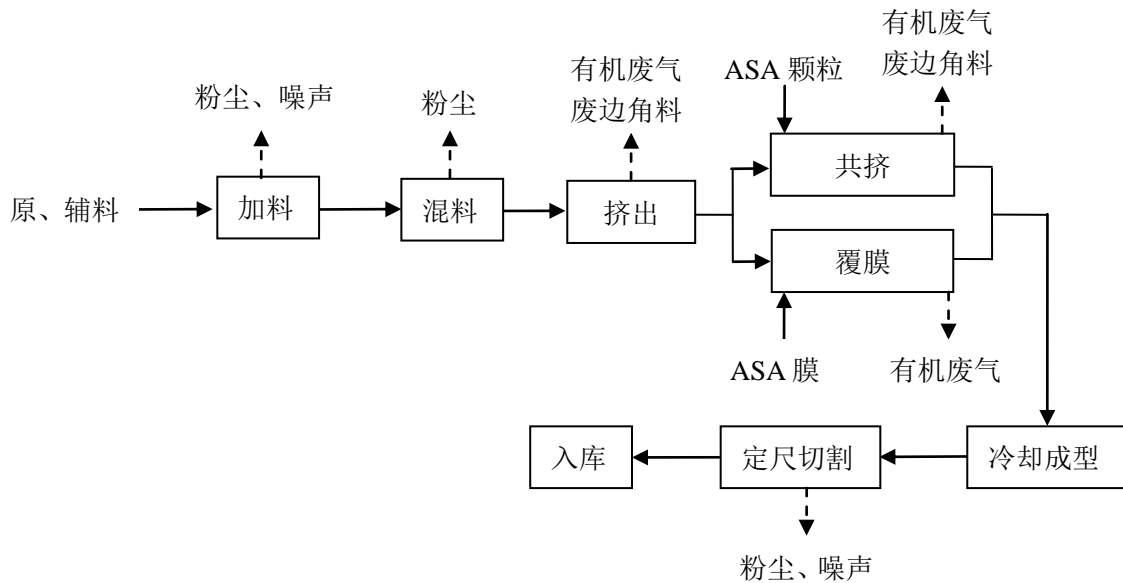 有机废气
废边角料
ASA 颗粒
有机废气
废边角料
粉尘、噪声
粉尘
共挤
原、辅料
加料
混料
挤出
覆膜
ASA 膜
有机废气
入库
定尺切割
冷却成型
粉尘、噪声